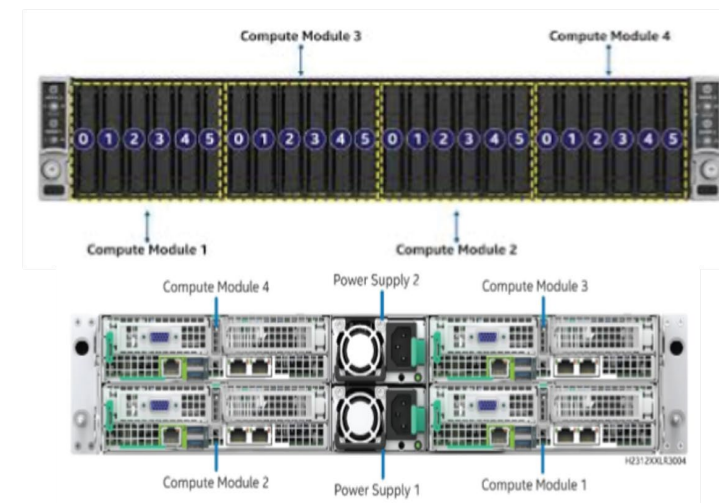 Compute Module 3
Compute Module 4
0 1 2 3 4 5 0 1 2 3 4 5 0 1 2 3 4 5 0 1 2 3 4 5
Compute Module 1
Compute Module 2
Compute Module 4
Power Supply 2
Compute Module 3
H2312XXLR3004
Compute Module 2
Power Supply 1
Compute Module 1